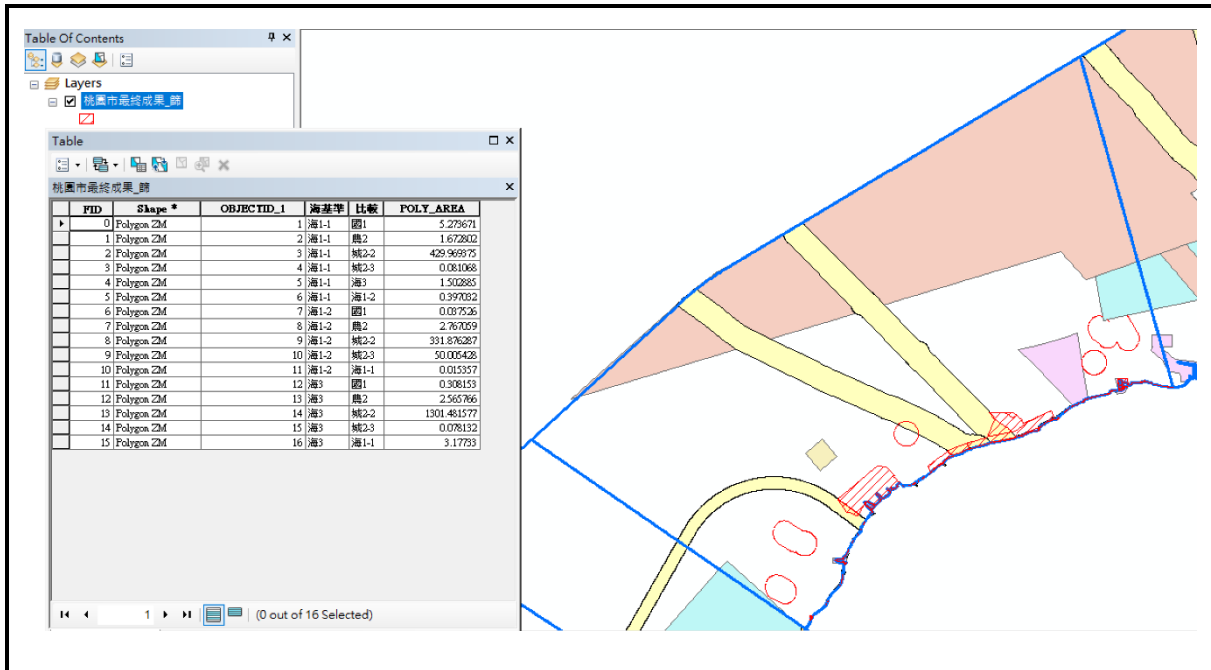 Table Of Contents
Layers
桃園市最終成果_篩
Table
桃園市最終成果_篩
FID Shape * OBJECTID_1 海基準 比較 POLY_AREA
0 Polygon ZM 1 海1-1 國1 5.273671
1 Polygon ZM 2 海1-1 農2 1.672802
2 Polygon ZM 3 海1-1 城2-2 429.969375
3 Polygon ZM 4 海1-1 城2-3 0.081068
4 Polygon ZM 5 海1-1 海3 1.502885
5 Polygon ZM 6 海1-1 海1-2 0.397032
6 Polygon ZM 7 海1-2 國1 0.037526
7 Polygon ZM 8 海1-2 農2 2.767059
8 Polygon ZM 9 海1-2 城2-2 331.876287
9 Polygon ZM 10 海1-2 城2-3 50.005428
10 Polygon ZM 11 海1-2 海1-1 0.015357
11 Polygon ZM 12 海3 國1 0.308153
12 Polygon ZM 13 海3 農2 2.565766
13 Polygon ZM 14 海3 城2-2 1301.481577
14 Polygon ZM 15 海3 城2-3 0.078132
15 Polygon ZM 16 海3 海1-1 3.17733
1 (0 out of 16 Selected)